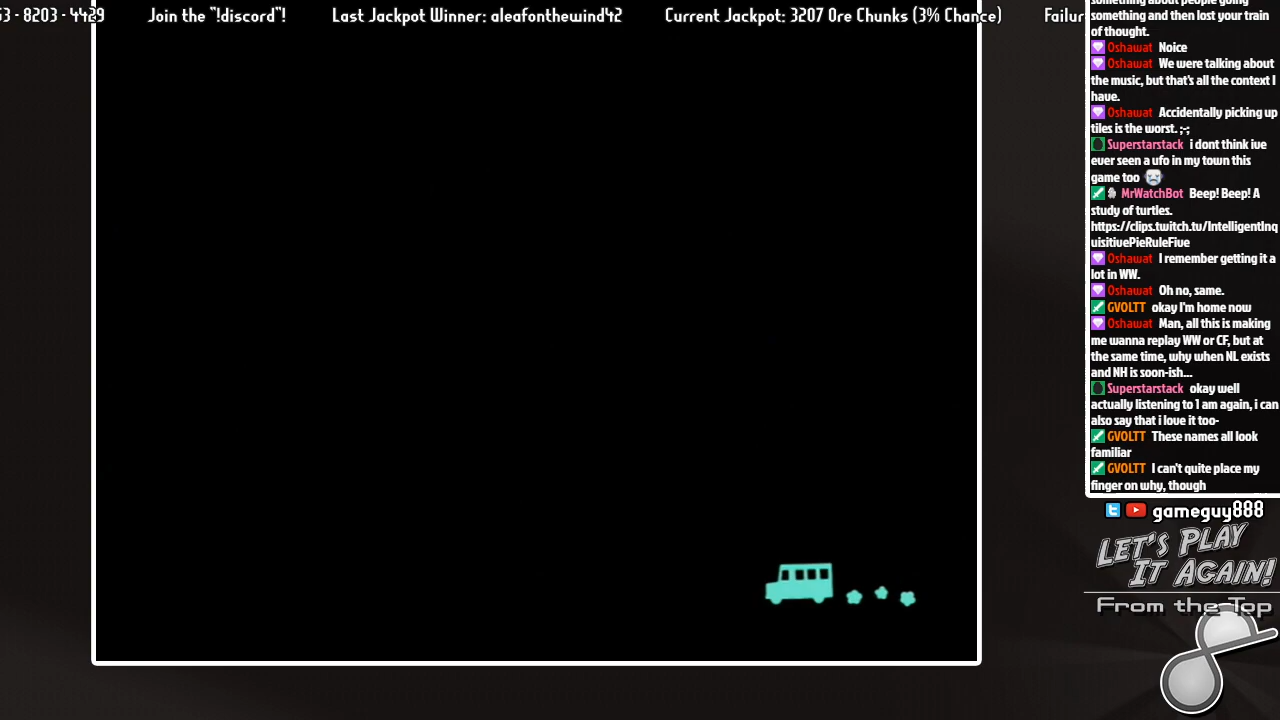 53 - 8203 - 4429 Join the "!discord"! Last Jackpot Winner: aleafonthewind42 Current Jackpot: 3207 Ore Chunks (3% Chance) Failur
something about people going
something and then lost your train
of thought.
Oshawat Noice
Oshawat We were talking about
the music, but that's all the context I
have.
Oshawat Accidentally picking up
tiles is the worst. ;-;
Superstarstack i dont think ive
ever seen a ufo in my town this
game too
MrWatchBot Beep! Beep! A
study of turtles.
https://clips.twitch.tv/IntelligentInq
uisitivePieRuleFive
Oshawat I remember getting it a
lot in WW.
Oshawat Oh no, same.
GVOLTT okay I'm home now
Oshawat Man, all this is making
me wanna replay WW or CF, but at
the same time, why when NL exists
and NH is soon-ish...
Superstarstack okay well
actually listening to 1 am again, i can
also say that i love it too-
GVOLTT These names all look
familiar
GVOLTT I can't quite place my
finger on why, though
gameguy888
LET'S PLAY
IT AGAIN!
From the Top